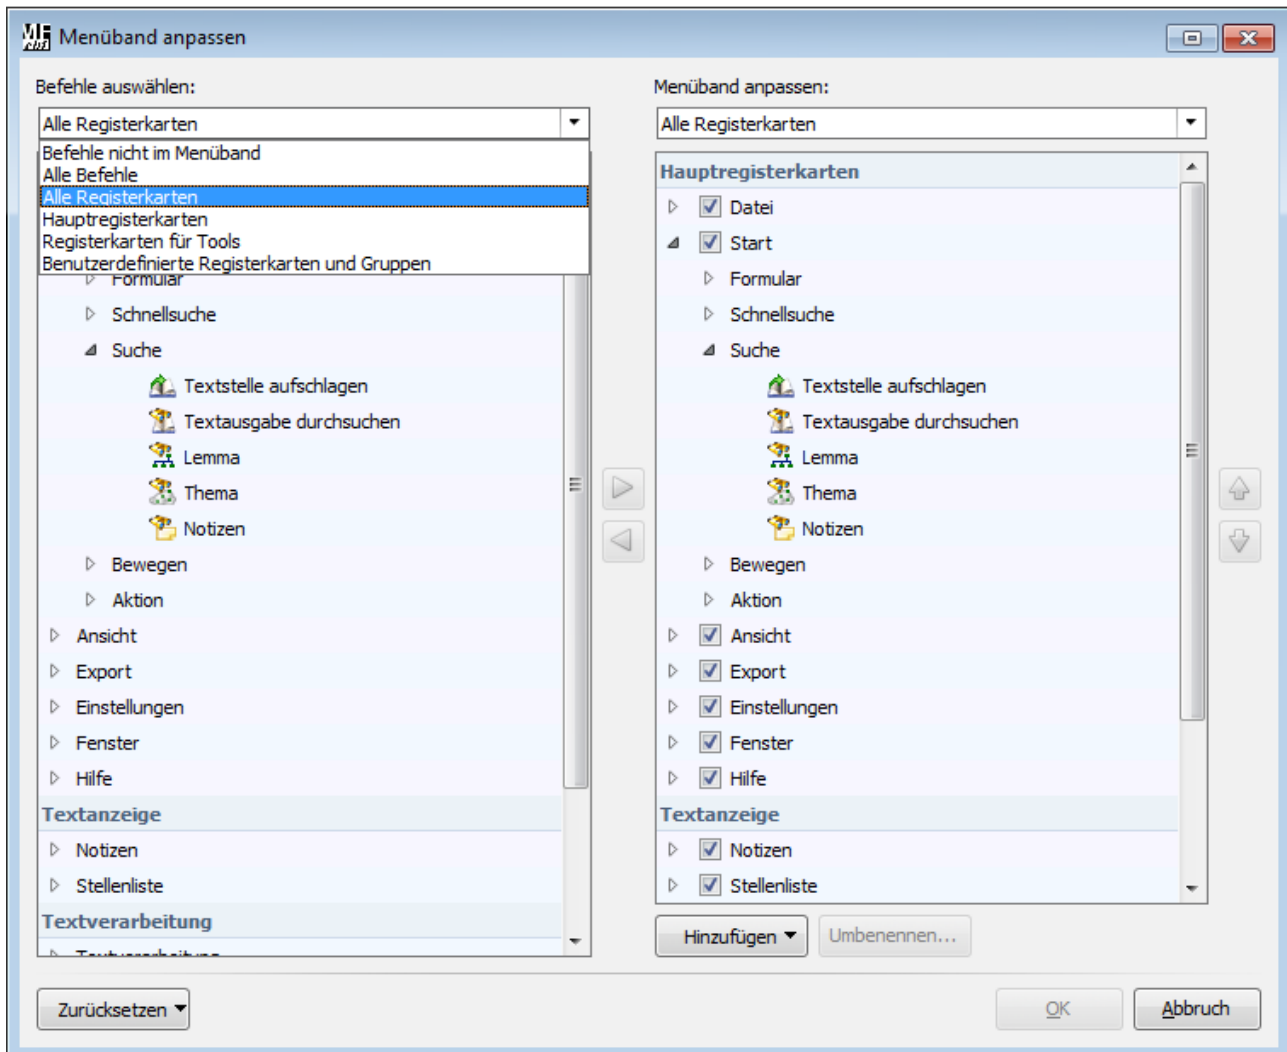 Menüband anpassen
Befehle auswählen:
Alle Registerkarten
Befehle nicht im Menüband
Alle Befehle
Alle Registerkarten
Hauptregisterkarten
Registerkarten für Tools
Benutzerdefinierte Registerkarten und Gruppen
Formular
Schnellsuche
Suche
Textstelle aufschlagen
Textausgabe durchsuchen
Lemma
Thema
Notizen
Bewegen
Aktion
Ansicht
Export
Einstellungen
Fenster
Hilfe
Textanzeige
Notizen
Stellenliste
Textverarbeitung
Textverarbeitung
Menüband anpassen:
Alle Registerkarten
Hauptregisterkarten
Datei
Start
Formular
Schnellsuche
Suche
Textstelle aufschlagen
Textausgabe durchsuchen
Lemma
Thema
Notizen
Bewegen
Aktion
Ansicht
Export
Einstellungen
Fenster
Hilfe
Textanzeige
Notizen
Stellenliste
Hinzufügen
Umbenennen...
Zurücksetzen
OK
Abbruch